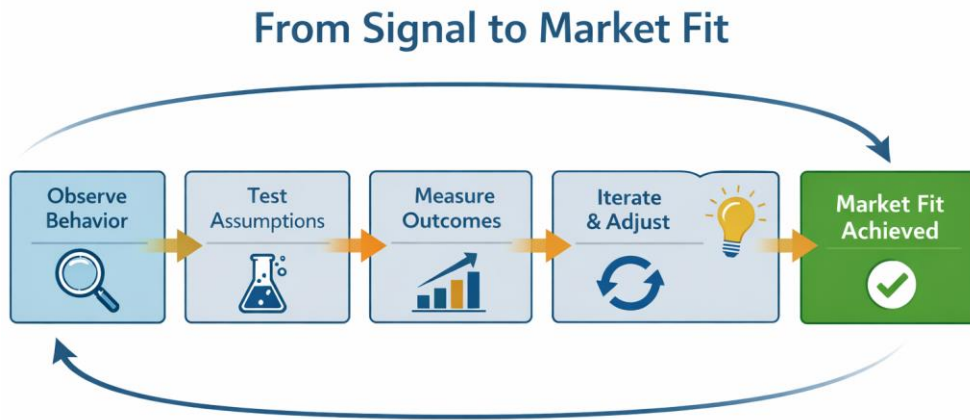 From Signal to Market Fit
Observe
Behavior
Test
Assumptions
Measure
Outcomes
Iterate
& Adjust
Market Fit
Achieved